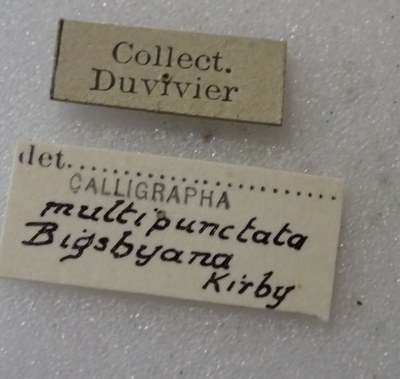 Collect.
Duvivier
det.......................
CALLIGRAPHA
multipunctata
Bigsbyana
Kirby